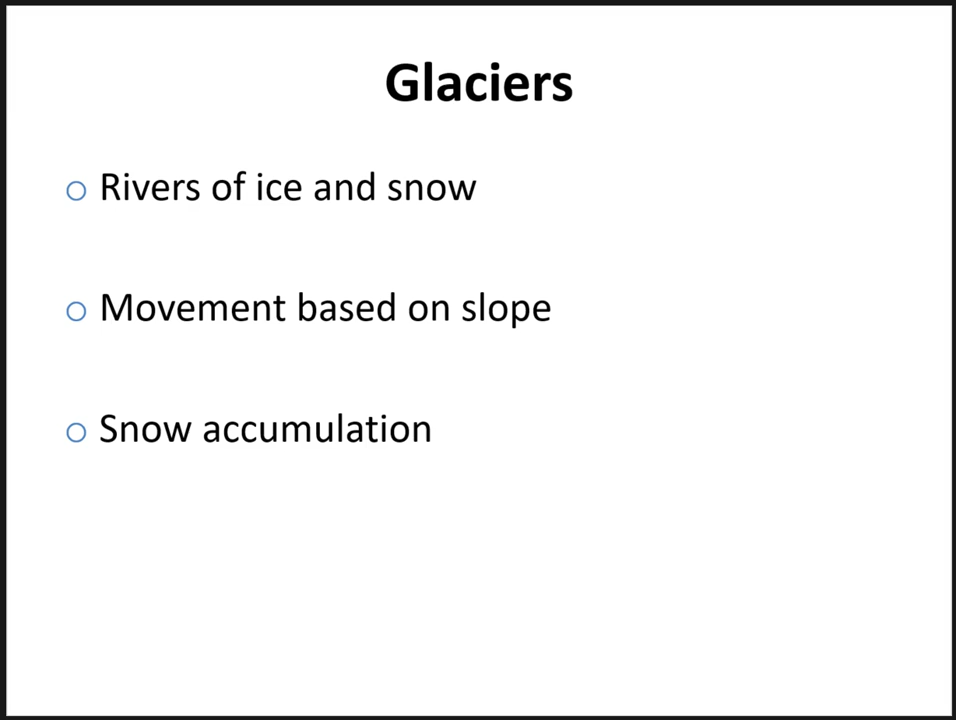 Glaciers
Rivers of ice and snow
Movement based on slope
Snow accumulation